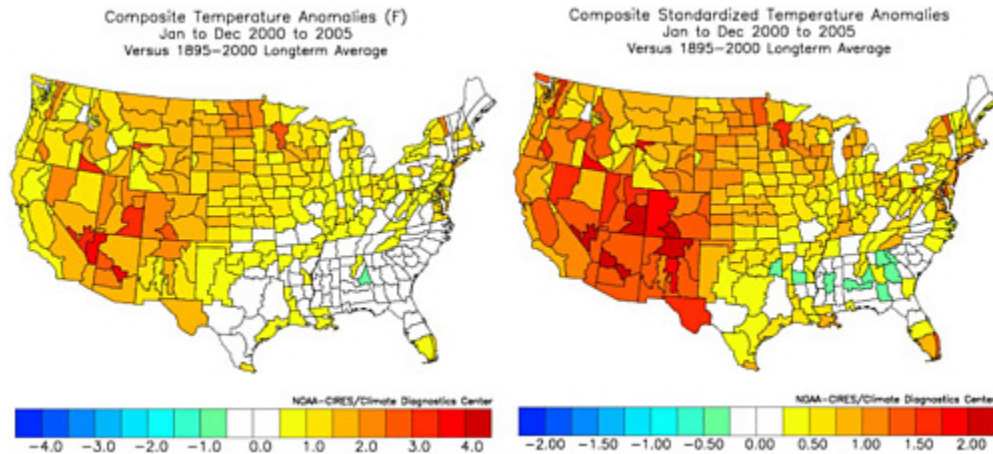 Composite Temperature Anomalies (F)
Jan to Dec 2000 to 2005
Versus 1895-2000 Longterm Average
NOAA-CIRES/Climate Diagnostics Center
-4.0 -3.0 -2.0 -1.0 0.0 1.0 2.0 3.0 4.0
Composite Standardized Temperature Anomalies
Jan to Dec 2000 to 2005
Versus 1895-2000 Longterm Average
NOAA-CIRES/Climate Diagnostics Center
-2.00 -1.50 -1.00 -0.50 0.00 0.50 1.00 1.50 2.00